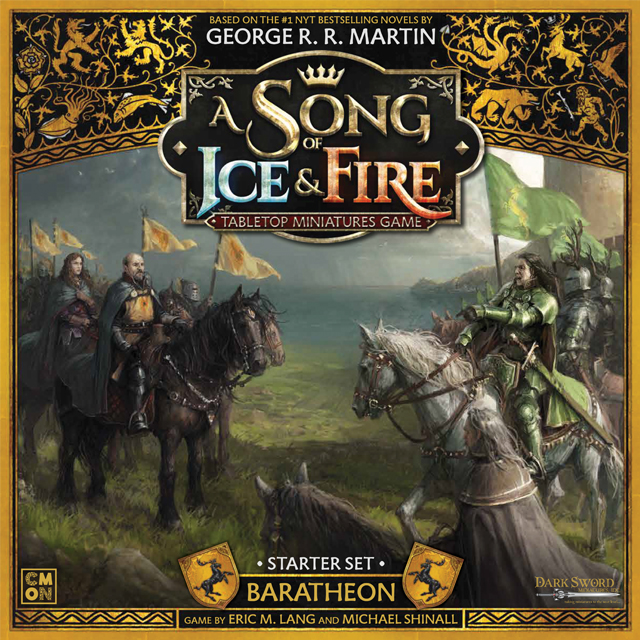 BASED ON THE #1 NYT BESTSELLING NOVELS BY
GEORGE R. R. MARTIN
A SONG
OF
ICE & FIRE
TABLETOP MINIATURES GAME
STARTER SET
BARATHEON
CMON
DARK SWORD
GAME BY ERIC M. LANG AND MICHAEL SHINALL